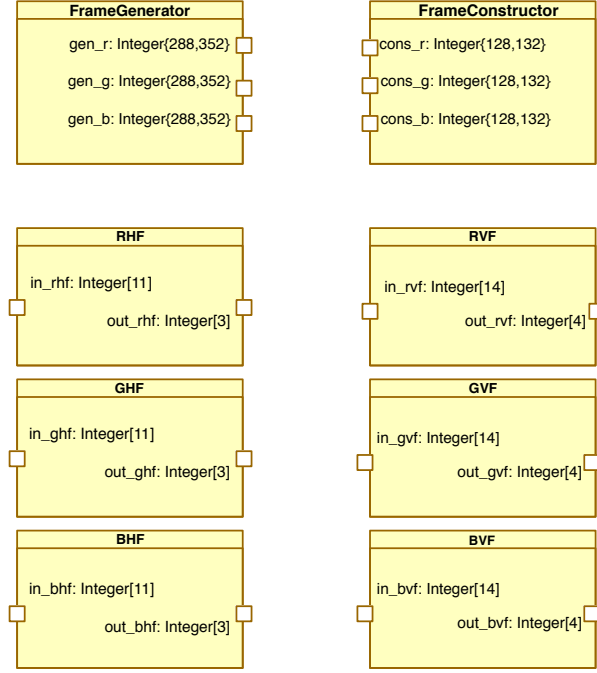 FrameGenerator
gen_r: Integer{288,352}
gen_g: Integer{288,352}
gen_b: Integer{288,352}
FrameConstructor
cons_r: Integer{128,132}
cons_g: Integer{128,132}
cons_b: Integer{128,132}
RHF
in_rhf: Integer[11]
out_rhf: Integer[3]
RVF
in_rvf: Integer[14]
out_rvf: Integer[4]
GHF
in_ghf: Integer[11]
out_ghf: Integer[3]
GVF
in_gvf: Integer[14]
out_gvf: Integer[4]
BHF
in_bhf: Integer[11]
out_bhf: Integer[3]
BVF
in_bvf: Integer[14]
out_bvf: Integer[4]